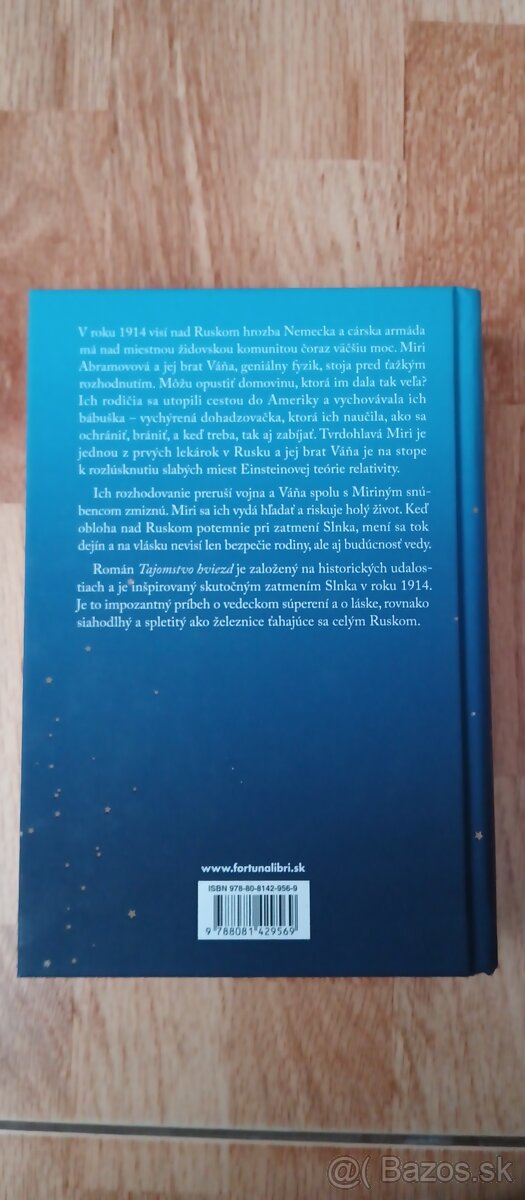 V roku 1914 visí nad Ruskom hrozba Nemecka a cárska armáda
má nad miestnou židovskou komunitou čoraz väčšiu moc. Miri
Abramovová a jej brat Váňa, geniálny fyzik, stoja pred ťažkým
rozhodnutím. Môžu opustiť domovinu, ktorá im dala tak veľa?
Ich rodičia sa utopili cestou do Ameriky a vychovávala ich
bábuška – vychýrená dohadzovačka, ktorá ich naučila, ako sa
ochrániť, brániť, a keď treba, tak aj zabíjať. Tvrdohlavá Miri je
jednou z prvých lekárok v Rusku a jej brat Váňa je na stope
k rozlúsknutiu slabých miest Einsteinovej teórie relativity.
Ich rozhodovanie preruší vojna a Váňa spolu s Miriným snú-
bencom zmiznú. Miri sa ich vydá hľadať a riskuje holý život. Keď
obloha nad Ruskom potemnie pri zatmení Slnka, mení sa tok
dejín a na vlásku nevisí len bezpečie rodiny, ale aj budúcnosť vedy.
Román Tajomstvo hviezd je založený na historických udalos-
tiach a je inšpirovaný skutočným zatmením Slnka v roku 1914.
Je to impozantný príbeh o vedeckom súperení a o láske, rovnako
siahodlhý a spletitý ako železnice ťahajúce sa celým Ruskom.
www.fortunalibri.sk
ISBN 978-80-8142-956-9
9 788081 429569
@( Bazos.sk